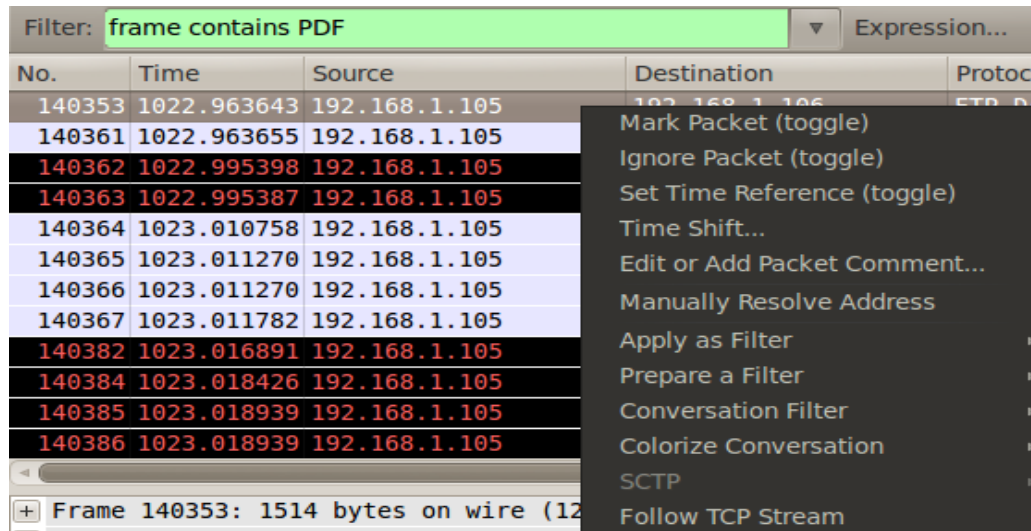 Filter: frame contains PDF Expression...
No. Time Source Destination Protoc
140353 1022.963643 192.168.1.105 192.168.1.106
140361 1022.963655 192.168.1.105
140362 1022.995398 192.168.1.105
140363 1022.995387 192.168.1.105
140364 1023.010758 192.168.1.105
140365 1023.011270 192.168.1.105
140366 1023.011270 192.168.1.105
140367 1023.011782 192.168.1.105
140382 1023.016891 192.168.1.105
140384 1023.018426 192.168.1.105
140385 1023.018939 192.168.1.105
140386 1023.018939 192.168.1.105
Mark Packet (toggle)
Ignore Packet (toggle)
Set Time Reference (toggle)
Time Shift...
Edit or Add Packet Comment...
Manually Resolve Address
Apply as Filter
Prepare a Filter
Conversation Filter
Colorize Conversation
SCTP
Follow TCP Stream
Frame 140353: 1514 bytes on wire (12